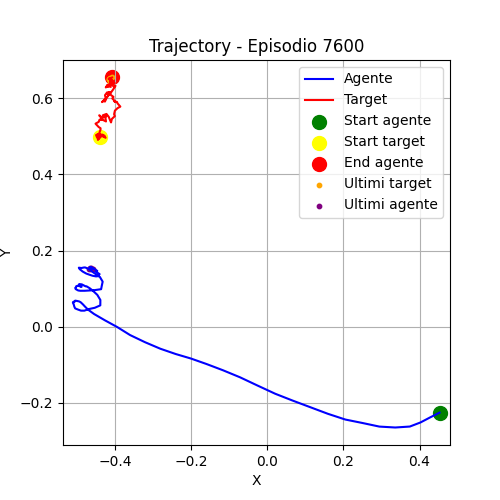 Trajectory - Episodio 7600
Agente
Target
Start agente
Start target
End agente
Ultimi target
Ultimi agente
Y
0.6
0.4
0.2
0.0
−0.2
−0.4
−0.2
0.0
0.2
0.4
X